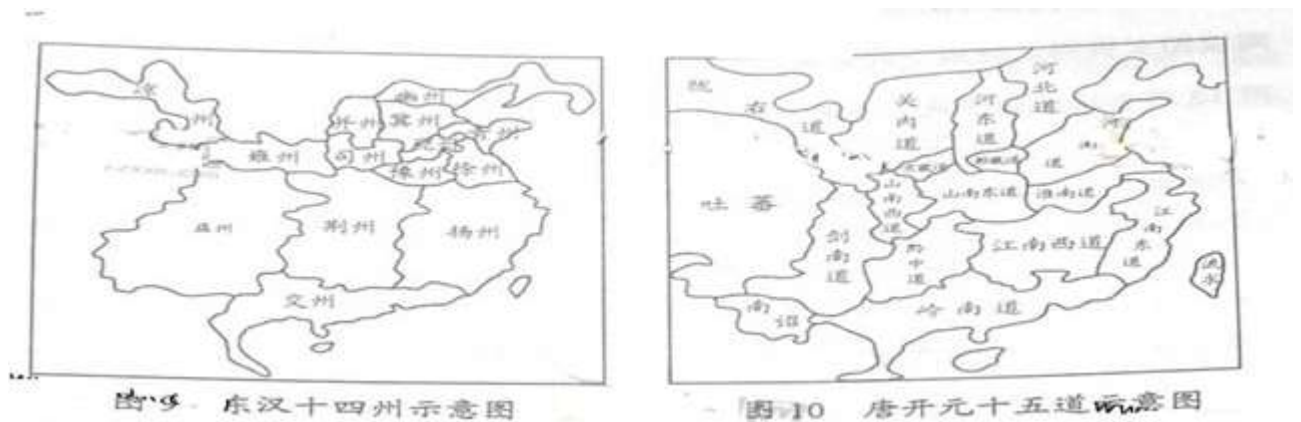 凉
州
幽州
并州
冀州
青州
雍州
司州
豫州
徐州
益州
荆州
扬州
交州
图 9 东汉十四州示意图
陇
右
道
关
内
道
河
东
道
河
北
道
河
南
道
吐蕃
京畿道
都畿道
山
南
西
道
山南东道
淮南道
剑
南
道
黔
中
道
江南西道
江
南
东
道
流
求
南
诏
岭南道
图 10 唐开元十五道示意图